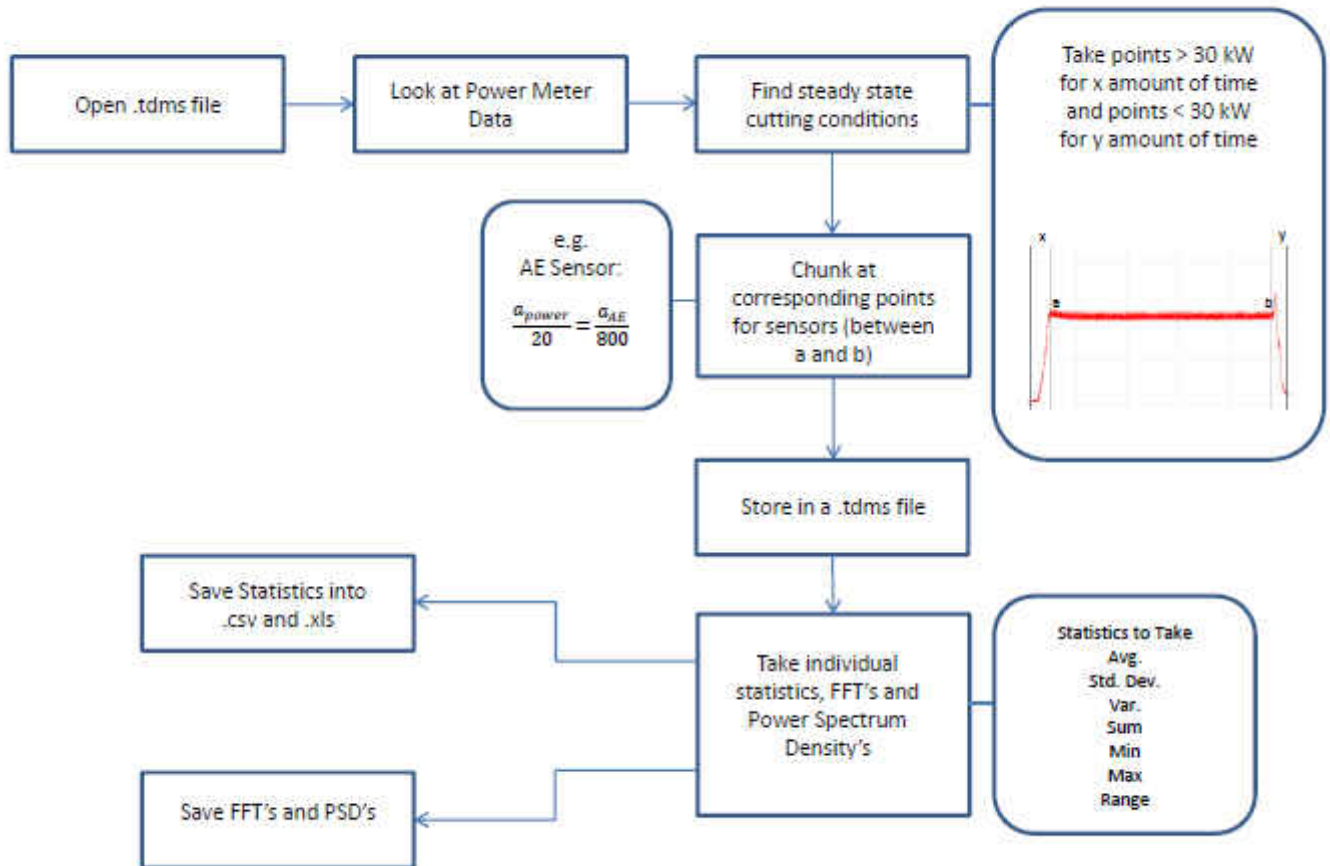 Open .tdms file
Look at Power Meter
Data
Find steady state
cutting conditions
Take points > 30 kW
for x amount of time
and points < 30 kW
for y amount of time
x
y
a
b
e.g.
AE Sensor:
a_power/20 = a_AE/800
Chunk at
corresponding points
for sensors (between
a and b)
Store in a .tdms file
Save Statistics into
.csv and .xls
Take individual
statistics, FFT's and
Power Spectrum
Density's
Statistics to Take
Avg.
Std. Dev.
Var.
Sum
Min
Max
Range
Save FFT's and PSD's